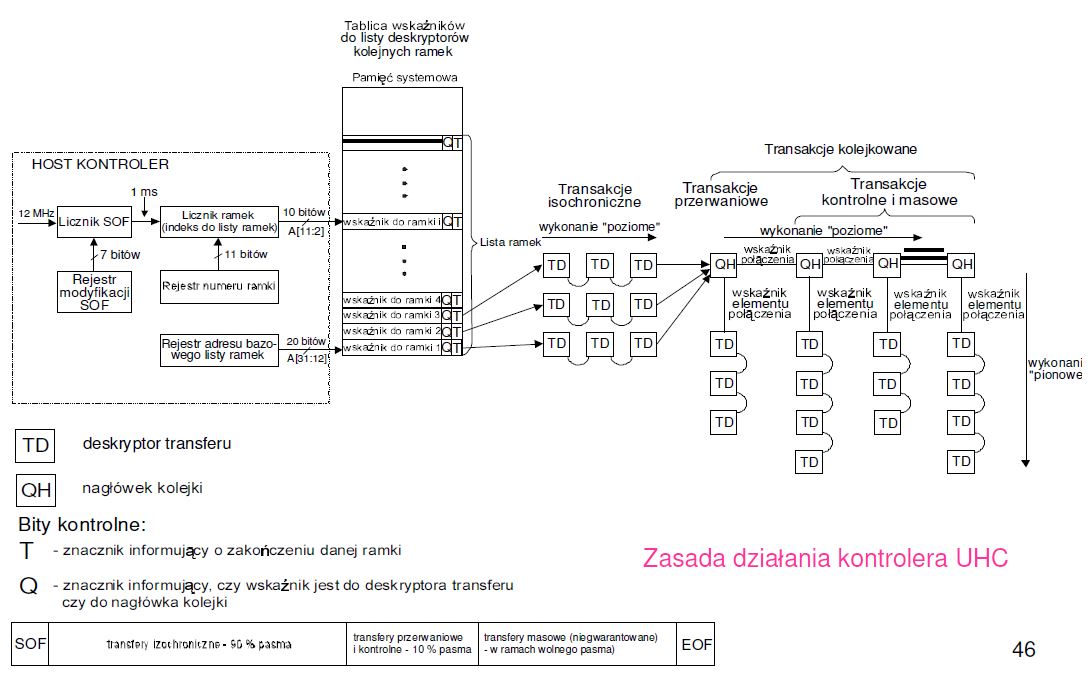 Tablica wskaźników
do listy deskryptorów
kolejnych ramek
Pamięć systemowa
QT
HOST KONTROLER
12 MHz
Licznik SOF
1 ms
Licznik ramek
(indeks do listy ramek)
10 bitów
A[11:2]
7 bitów
11 bitów
Rejestr
modyfikacji
SOF
Rejestr numeru ramki
Rejestr adresu bazo-
wego listy ramek
20 bitów
A[31:12]
wskaźnik do ramki i QT
wskaźnik do ramki 4 QT
wskaźnik do ramki 3 QT
wskaźnik do ramki 2 QT
wskaźnik do ramki 1 QT
Lista ramek
Transakcje
isochroniczne
wykonanie "poziome"
TD TD TD
TD TD TD
TD TD TD
Transakcje kolejkowane
Transakcje
przerwaniowe
Transakcje
kontrolne i masowe
wykonanie "poziome"
QH
wskaźnik
połączenia
QH
wskaźnik
połączenia
QH
QH
wskaźnik
elementu
połączenia
wskaźnik
elementu
połączenia
wskaźnik
elementu
połączenia
wskaźnik
elementu
połączenia
TD TD TD TD
TD TD TD TD
TD TD TD TD
TD TD
wykonani
"pionowe
TD deskryptor transferu
QH nagłówek kolejki
Bity kontrolne:
T - znacznik informujący o zakończeniu danej ramki
Q - znacznik informujący, czy wskaźnik jest do deskryptora transferu
czy do nagłówka kolejki
Zasada działania kontrolera UHC
SOF
transfery izochroniczne - 90 % pasma
transfery przerwaniowe
i kontrolne - 10 % pasma
transfery masowe (niegwarantowane)
- w ramach wolnego pasma)
EOF
46